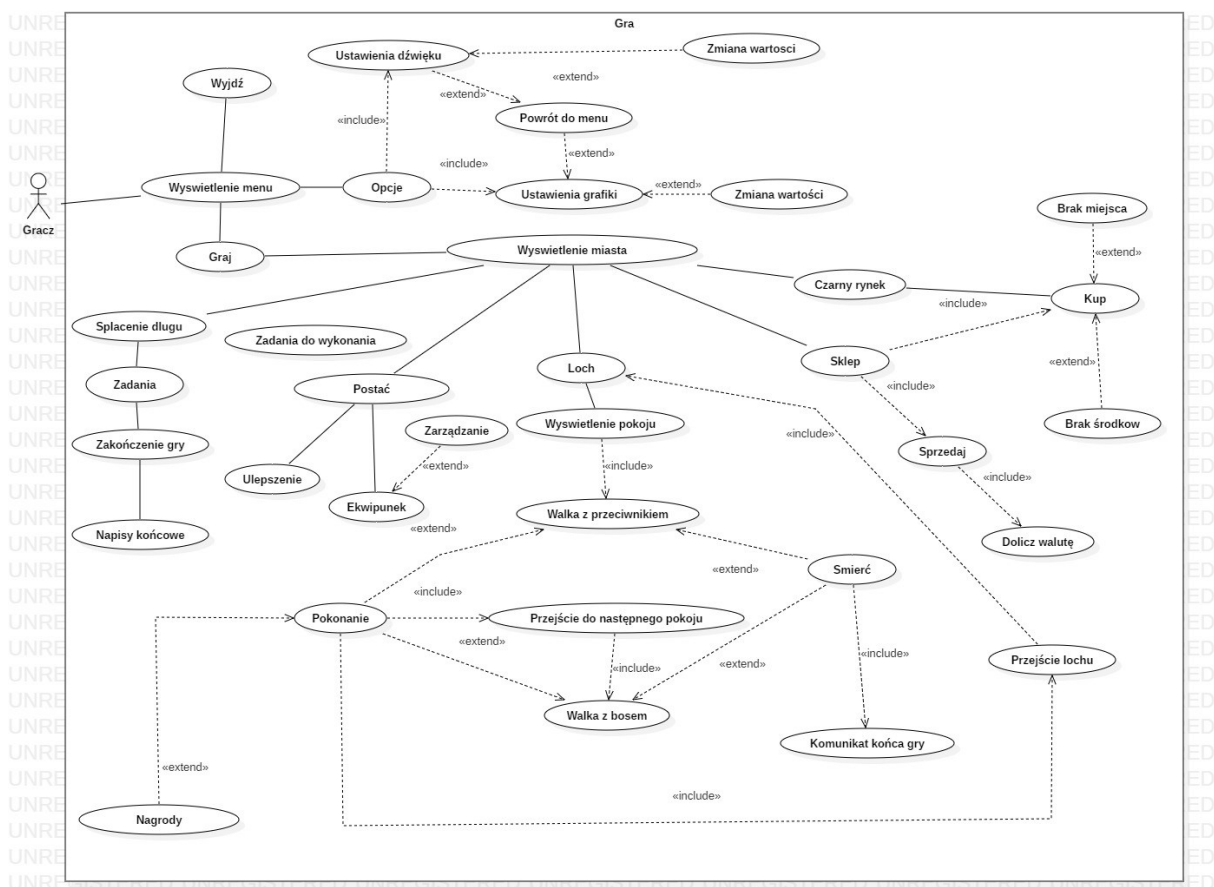 Gra
Ustawienia dźwięku
Zmiana wartosci
«extend»
Wyjdź
«extend»
«include»
Powrót do menu
«extend»
«include»
Wyswietlenie menu
Opcje
Ustawienia grafiki
«extend»
Zmiana wartości
Gracz
Brak miejsca
Graj
Wyswietlenie miasta
«extend»
Czarny rynek
«include»
Kup
Splacenie dlugu
Zadania do wykonania
Sklep
«extend»
Loch
Zadania
Postać
«include»
Wyswietlenie pokoju
Zarządzanie
Brak środkow
«include»
Zakończenie gry
Sprzedaj
«extend»
«include»
Ulepszenie
«include»
Ekwipunek
Walka z przeciwnikiem
«extend»
Napisy końcowe
Dolicz walutę
«extend»
Smierć
«include»
Pokonanie
Przejście do następnego pokoju
«extend»
«include»
«extend»
«include»
Przejście lochu
Walka z bosem
Komunikat końca gry
«extend»
«include»
Nagrody
UNREGISTERED UNREGISTERED UNREGISTERED